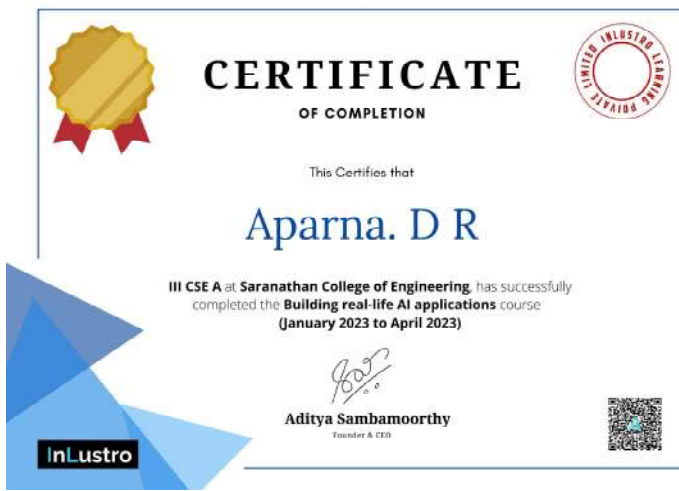 CERTIFICATE
OF COMPLETION
INLUSTRO LEARNING PRIVATE LIMITED
This Certifies that
Aparna. D R
III CSE A at Saranathan College of Engineering, has successfully
completed the Building real-life AI applications course
(January 2023 to April 2023)
Aditya Sambamoorthy
Founder & CEO
InLustro